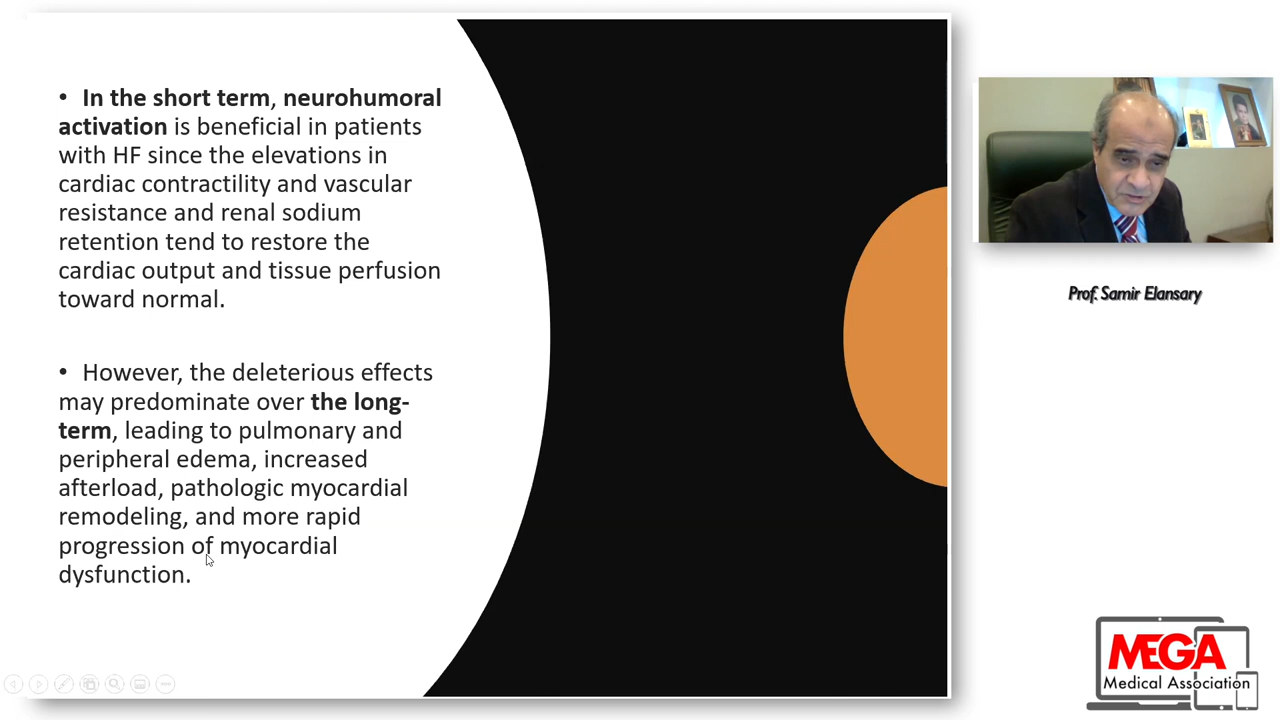 • In the short term, neurohumoral
activation is beneficial in patients
with HF since the elevations in
cardiac contractility and vascular
resistance and renal sodium
retention tend to restore the
cardiac output and tissue perfusion
toward normal.
• However, the deleterious effects
may predominate over the long-
term, leading to pulmonary and
peripheral edema, increased
afterload, pathologic myocardial
remodeling, and more rapid
progression of myocardial
dysfunction.
Prof. Samir Elansary
MEGA
Medical Association